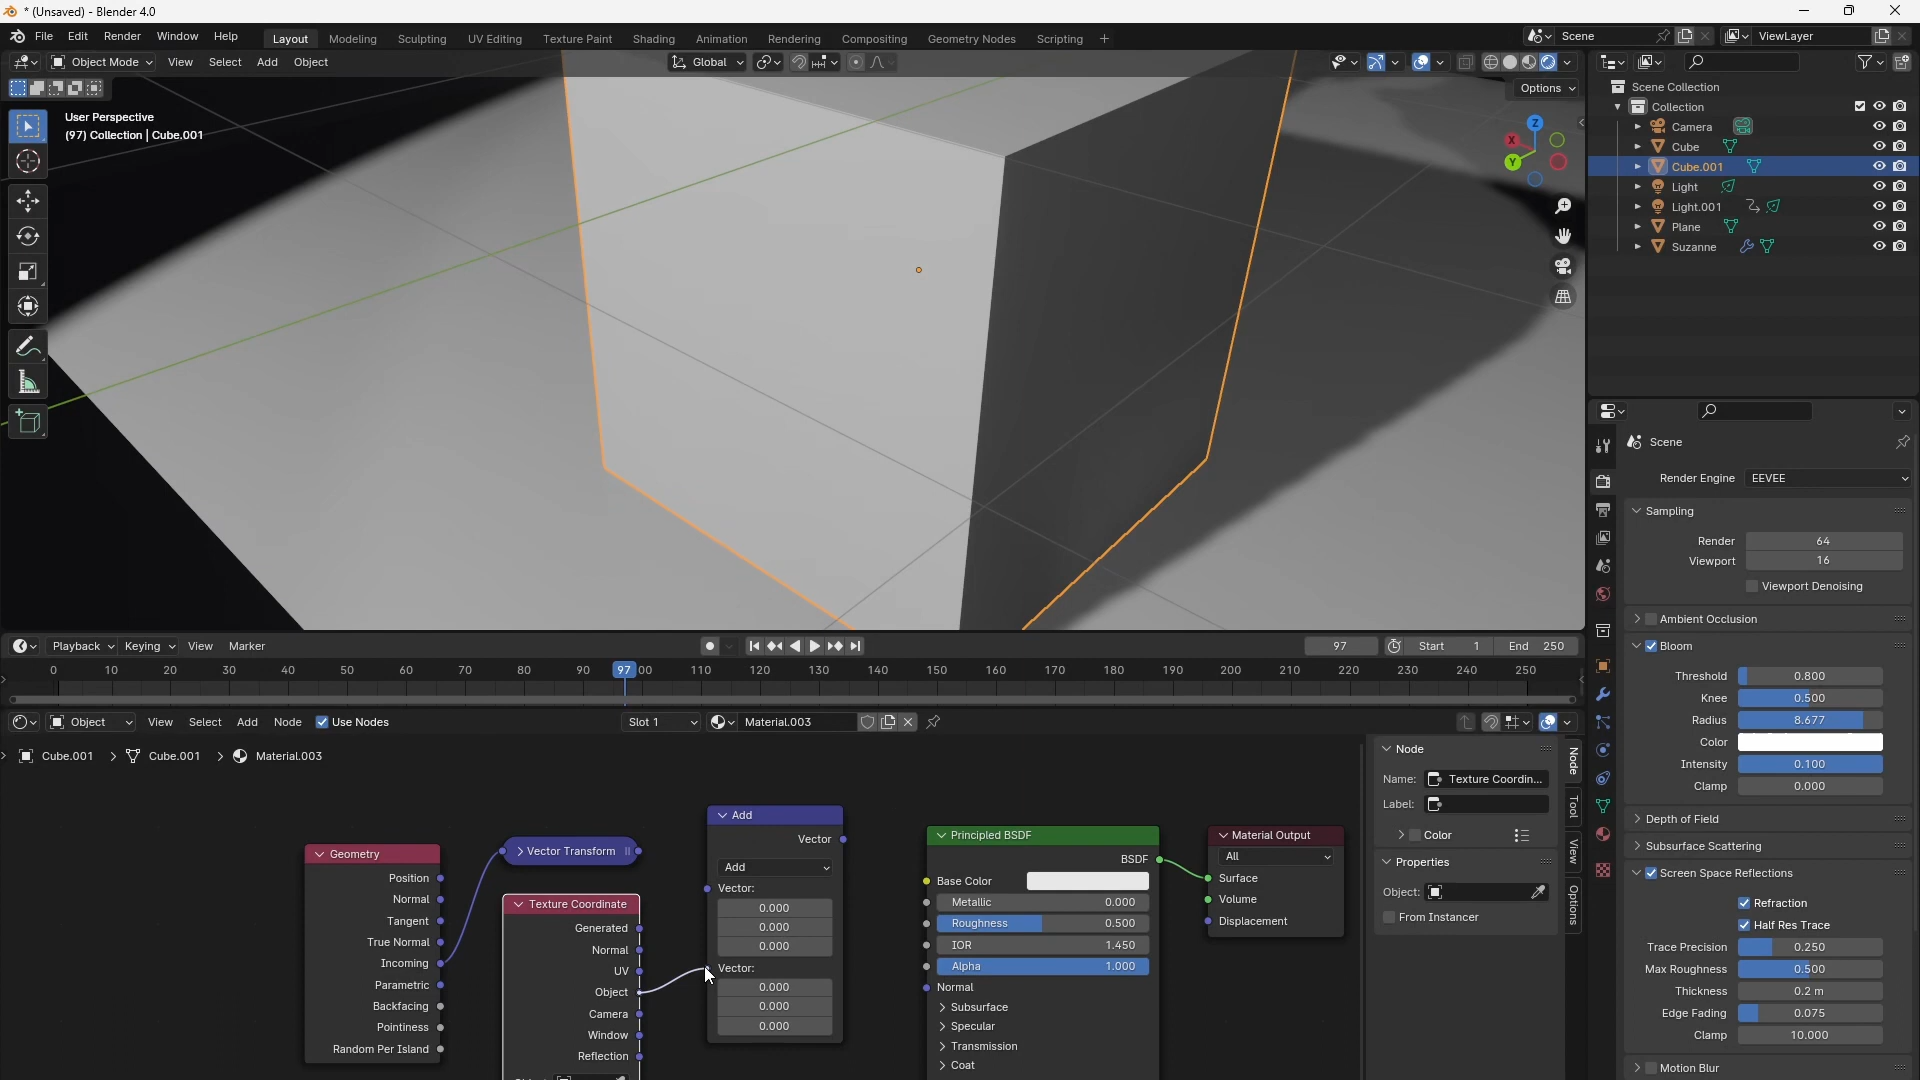 * (Unsaved) - Blender 4.0
File Edit Render Window Help Layout Modeling Sculpting UV Editing Texture Paint Shading Animation Rendering Compositing Geometry Nodes Scripting + Scene ViewLayer
Object Mode View Select Add Object Global
Options
User Perspective
(97) Collection | Cube.001
Z
X
Y
Scene Collection
Collection
Camera
Cube
Cube.001
Light
Light.001
Plane
Suzanne
Scene
Render Engine EEVEE
Sampling
Render 64
Viewport 16
Viewport Denoising
Ambient Occlusion
Bloom
Threshold 0.800
Knee 0.500
Radius 8.677
Color
Intensity 0.100
Clamp 0.000
Depth of Field
Subsurface Scattering
Screen Space Reflections
Refraction
Half Res Trace
Trace Precision 0.250
Max Roughness 0.500
Thickness 0.2 m
Edge Fading 0.075
Clamp 10.000
Motion Blur
Playback Keying View Marker 97 Start 1 End 250
0 10 20 30 40 50 60 70 80 90 97 00 110 120 130 140 150 160 170 180 190 200 210 220 230 240 250
Object View Select Add Node Use Nodes Slot 1 Material.003
Cube.001 > Cube.001 > Material.003
Geometry
Position
Normal
Tangent
True Normal
Incoming
Parametric
Backfacing
Pointiness
Random Per Island
Vector Transform
Texture Coordinate
Generated
Normal
UV
Object
Camera
Window
Reflection
Add
Vector
Add
Vector:
0.000
0.000
0.000
Vector:
0.000
0.000
0.000
Principled BSDF
BSDF
Base Color
Metallic 0.000
Roughness 0.500
IOR 1.450
Alpha 1.000
Normal
Subsurface
Specular
Transmission
Coat
Material Output
All
Surface
Volume
Displacement
Node
Name: Texture Coordin...
Label:
Color
Properties
Object:
From Instancer
Node
Tool
View
Options